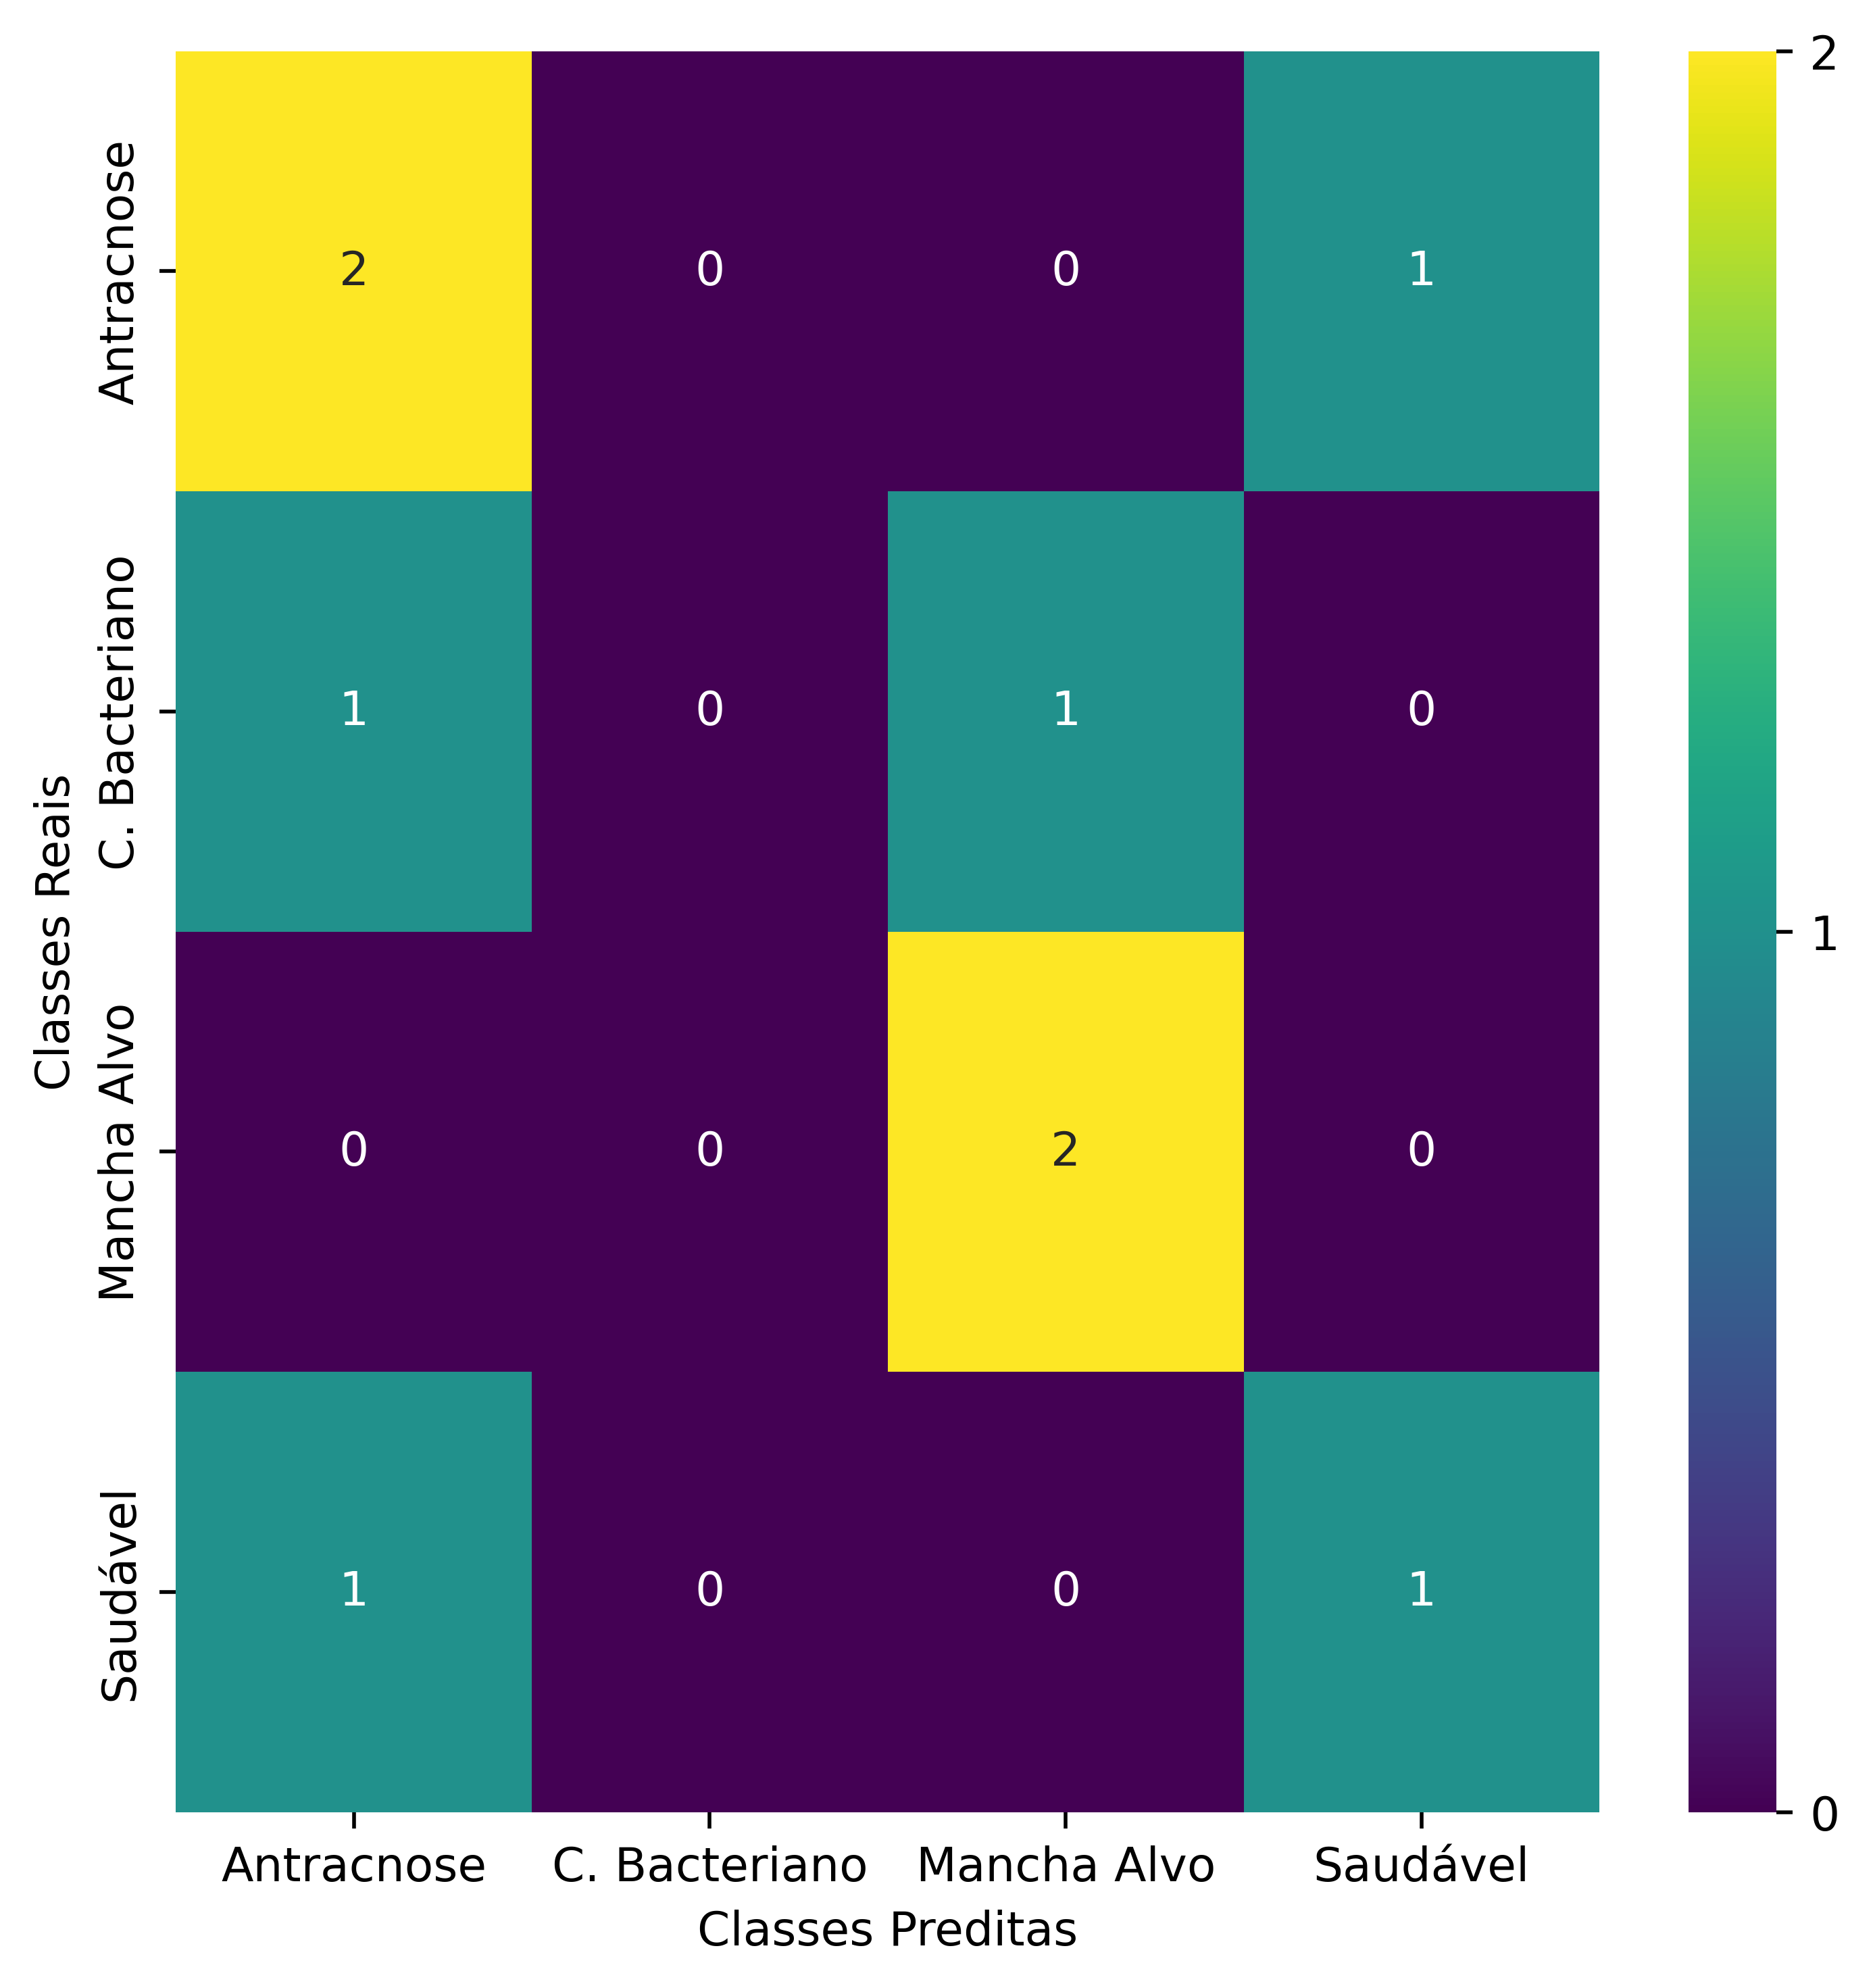 Classes Reais
Antracnose
2 0 0 1
C. Bacteriano
1 0 1 0
Mancha Alvo
0 0 2 0
Saudável
1 0 0 1
Antracnose C. Bacteriano Mancha Alvo Saudável
Classes Preditas
2
1
0